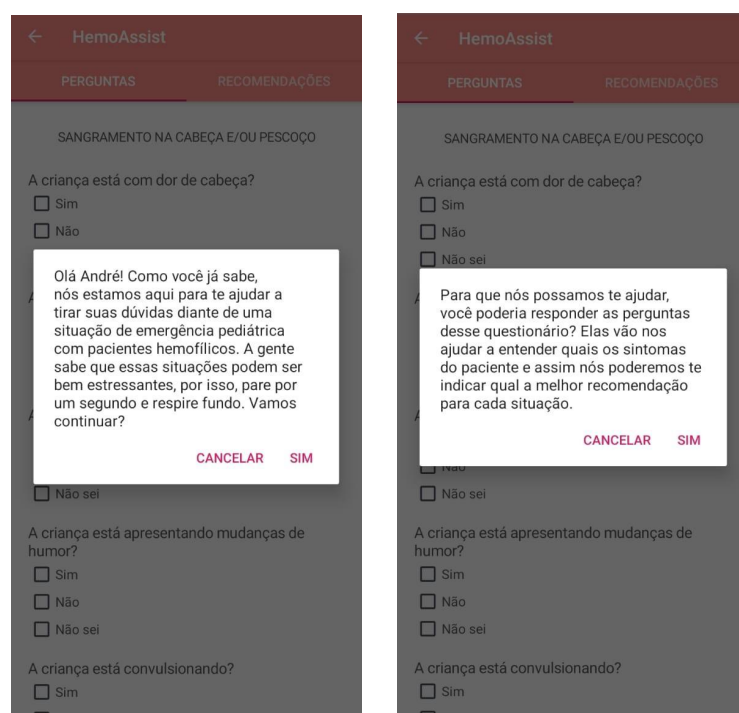 ← HemoAssist
PERGUNTAS RECOMENDAÇÕES
SANGRAMENTO NA CABEÇA E/OU PESCOÇO
A criança está com dor de cabeça?
Sim
Não
Olá André! Como você já sabe,
nós estamos aqui para te ajudar a
tirar suas dúvidas diante de uma
situação de emergência pediátrica
com pacientes hemofílicos. A gente
sabe que essas situações podem ser
bem estressantes, por isso, pare por
um segundo e respire fundo. Vamos
continuar?
CANCELAR SIM
Não sei
A criança está apresentando mudanças de
humor?
Sim
Não
Não sei
A criança está convulsionando?
Sim
← HemoAssist
PERGUNTAS RECOMENDAÇÕES
SANGRAMENTO NA CABEÇA E/OU PESCOÇO
A criança está com dor de cabeça?
Sim
Não
Não sei
Para que nós possamos te ajudar,
você poderia responder as perguntas
desse questionário? Elas vão nos
ajudar a entender quais os sintomas
do paciente e assim nós poderemos te
indicar qual a melhor recomendação
para cada situação.
CANCELAR SIM
Não
Não sei
A criança está apresentando mudanças de
humor?
Sim
Não
Não sei
A criança está convulsionando?
Sim